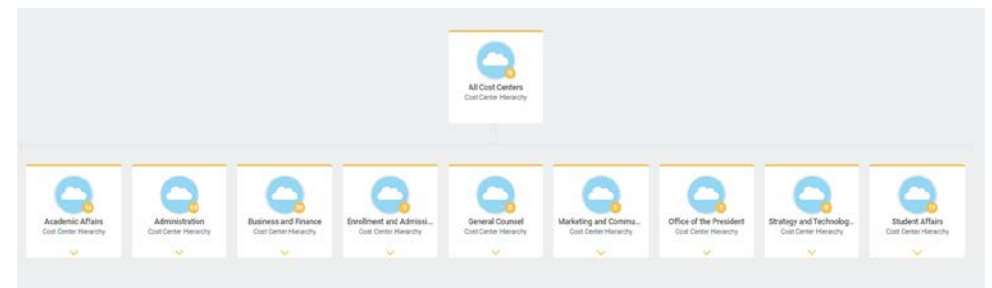 All Cost Centers
Cost Center Hierarchy
Academic Affairs
Cost Center Hierarchy
Administration
Cost Center Hierarchy
Business and Finance
Cost Center Hierarchy
Enrollment and Admissi...
Cost Center Hierarchy
General Counsel
Cost Center Hierarchy
Marketing and Commu...
Cost Center Hierarchy
Office of the President
Cost Center Hierarchy
Strategy and Technolog...
Cost Center Hierarchy
Student Affairs
Cost Center Hierarchy